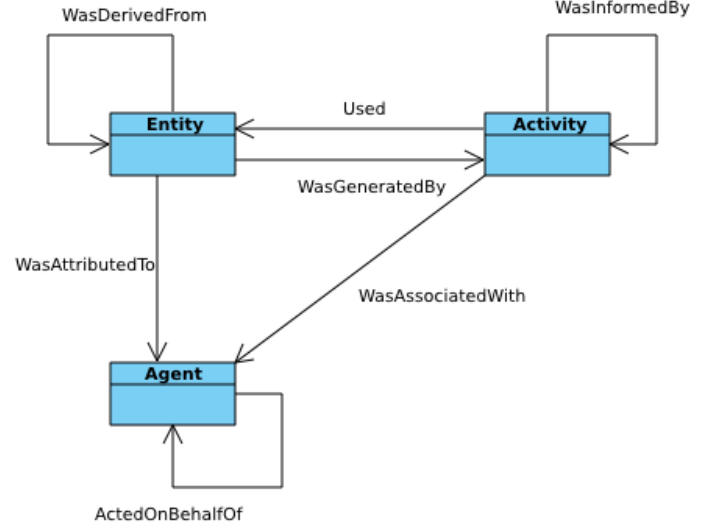 WasDerivedFrom
WasInformedBy
Entity
Used
Activity
WasGeneratedBy
WasAttributedTo
WasAssociatedWith
Agent
ActedOnBehalfOf